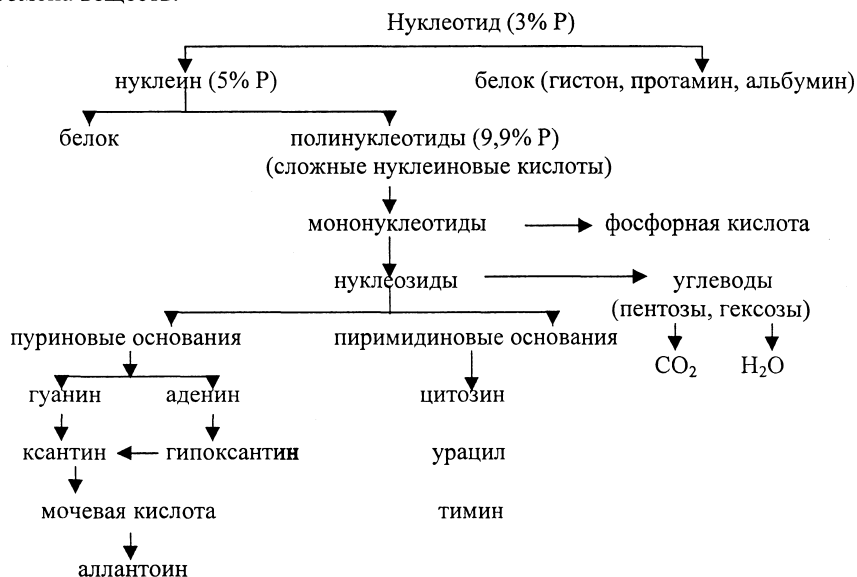 Нуклеотид (3% Р)
нуклеин (5% Р) белок (гистон, протамин, альбумин)
белок полинуклеотиды (9,9% Р)
(сложные нуклеиновые кислоты)
мононуклеотиды фосфорная кислота
нуклеозиды углеводы
(пентозы, гексозы)
пуриновые основания пиримидиновые основания
CO₂ H₂O
гуанин аденин цитозин
ксантин гипоксантин урацил
мочевая кислота тимин
аллантоин